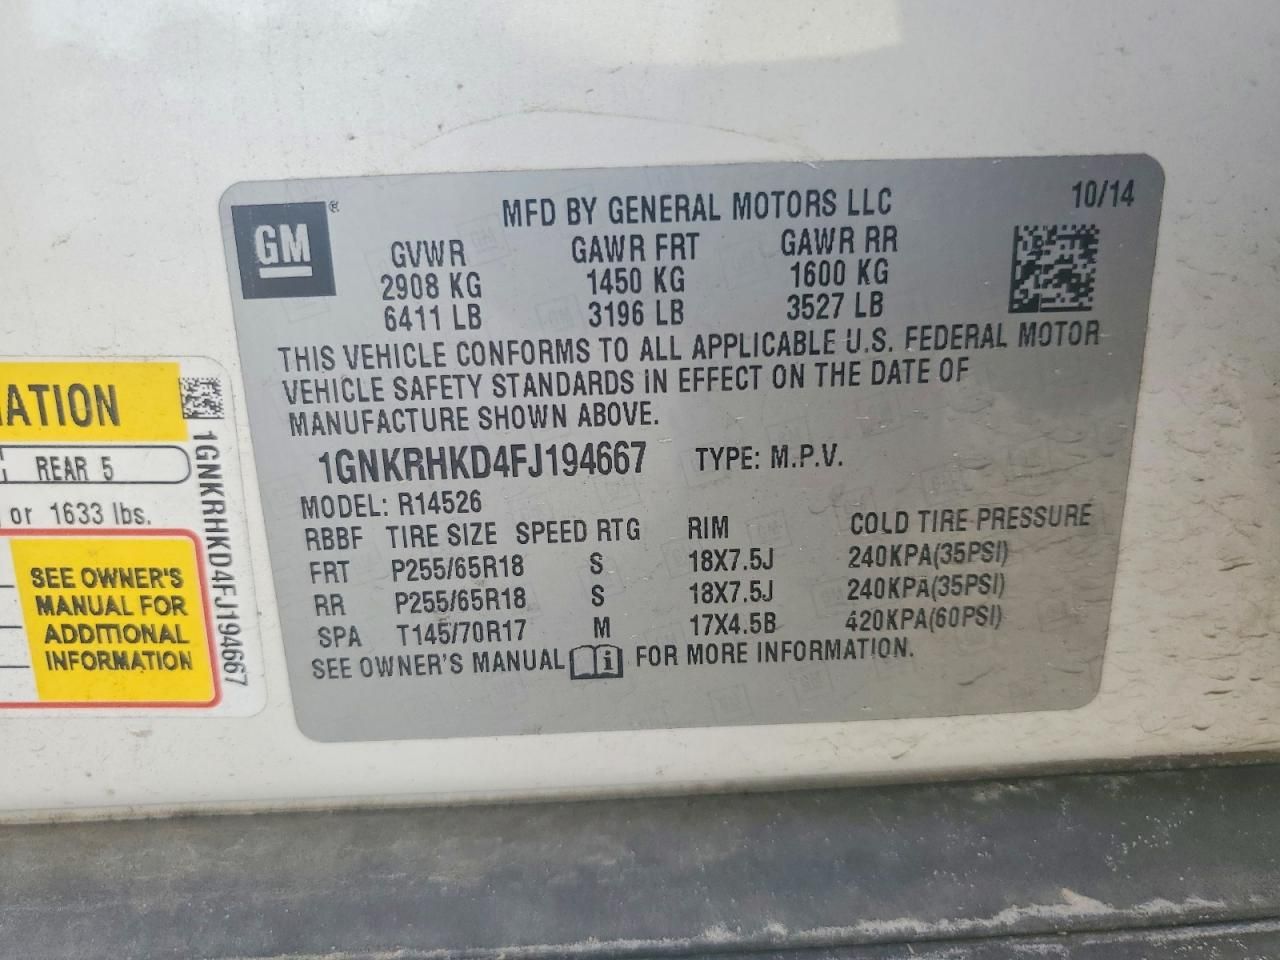 GM
®
MFD BY GENERAL MOTORS LLC
10/14
GVWR GAWR FRT GAWR RR
2908 KG 1450 KG 1600 KG
6411 LB 3196 LB 3527 LB
THIS VEHICLE CONFORMS TO ALL APPLICABLE U.S. FEDERAL MOTOR
VEHICLE SAFETY STANDARDS IN EFFECT ON THE DATE OF
MANUFACTURE SHOWN ABOVE.
1GNKRHKD4FJ194667 TYPE: M.P.V.
MODEL: R14526
RBBF TIRE SIZE SPEED RTG RIM COLD TIRE PRESSURE
FRT P255/65R18 S 18X7.5J 240KPA(35PSI)
RR P255/65R18 S 18X7.5J 240KPA(35PSI)
SPA T145/70R17 M 17X4.5B 420KPA(60PSI)
SEE OWNER'S MANUAL i FOR MORE INFORMATION.
ATION
REAR 5
or 1633 lbs.
SEE OWNER'S
MANUAL FOR
ADDITIONAL
INFORMATION
1GNKRHKD4FJ194667